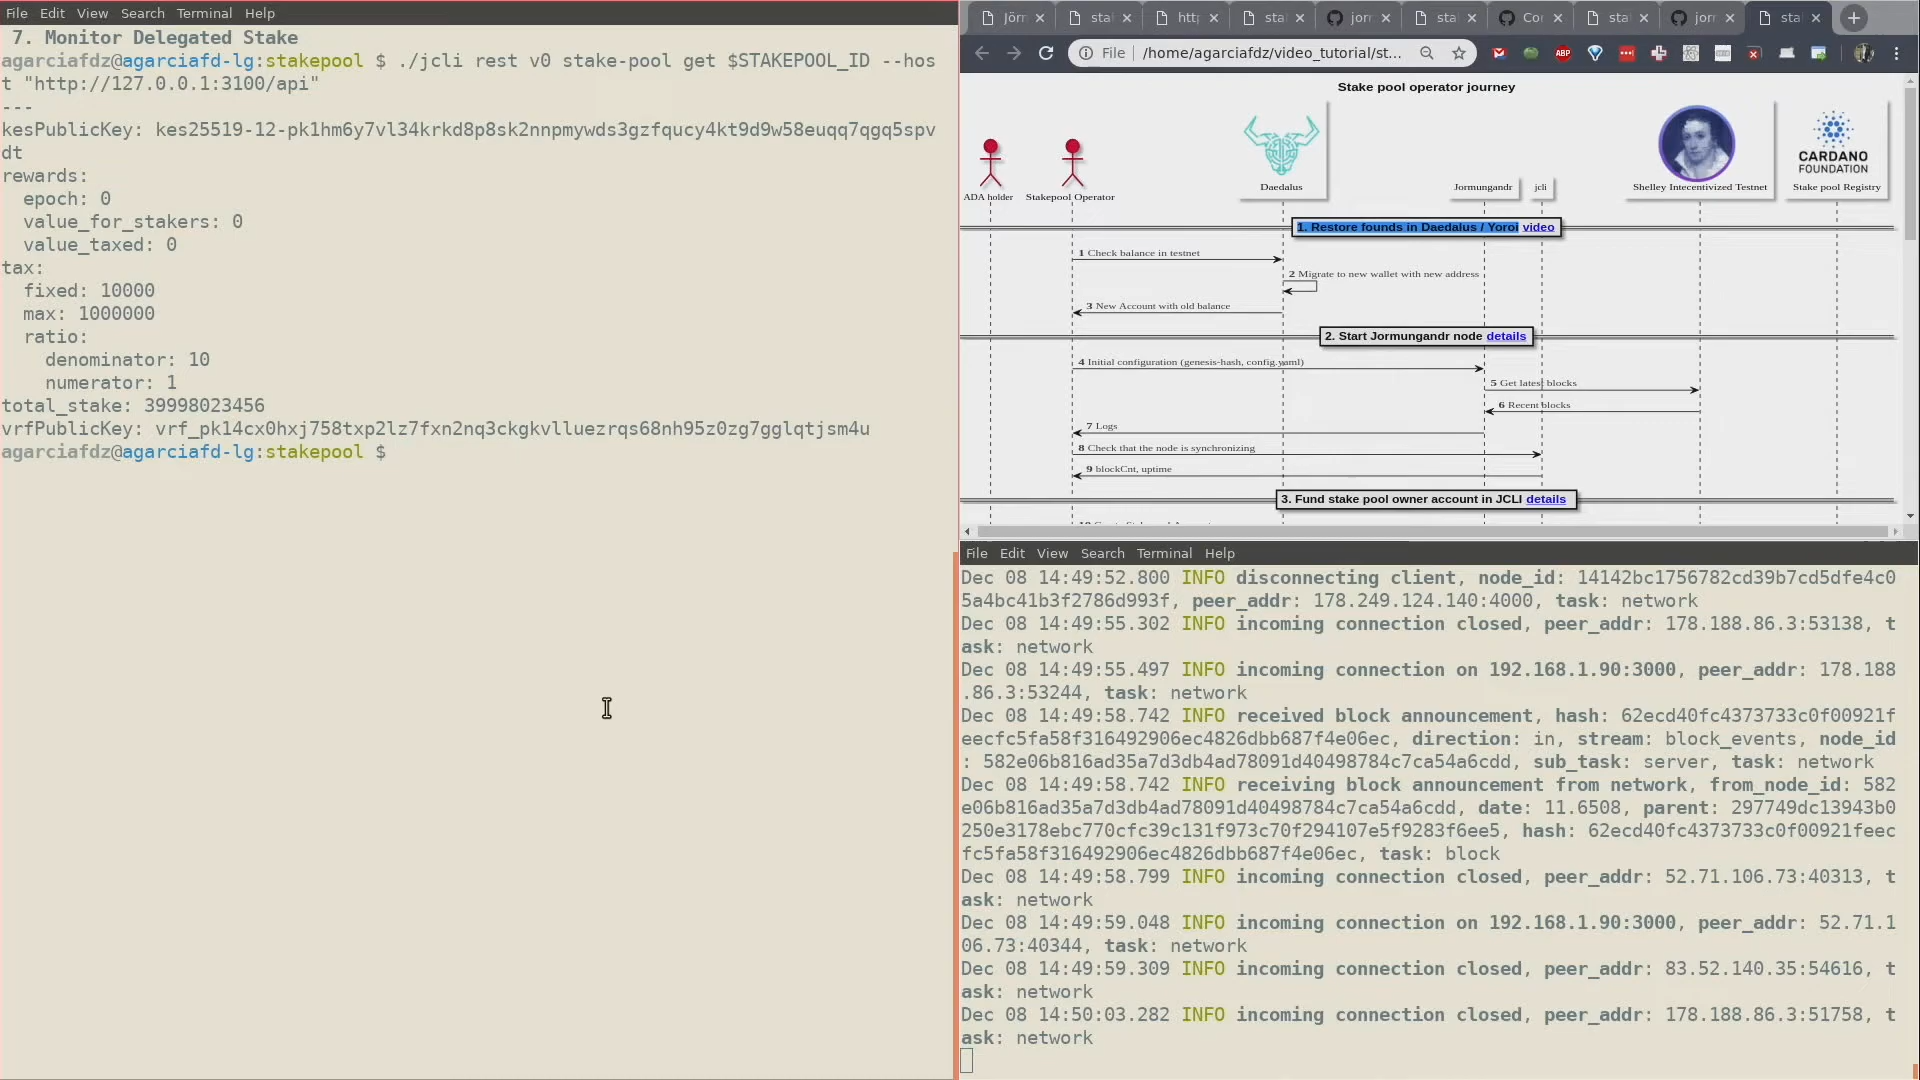 File Edit View Search Terminal Help
7. Monitor Delegated Stake
agarciafdz@agarciafd-lg:stakepool $ ./jcli rest v0 stake-pool get $STAKEPOOL_ID --hos
t "http://127.0.0.1:3100/api"
---
kesPublicKey: kes25519-12-pk1hm6y7vl34krkd8p8sk2nnpmywds3gzfqucy4kt9d9w58euqq7qgq5spv
dt
rewards:
epoch: 0
value_for_stakers: 0
value_taxed: 0
tax:
fixed: 10000
max: 1000000
ratio:
denominator: 10
numerator: 1
total_stake: 39998023456
vrfPublicKey: vrf_pk14cx0hxj758txp2lz7fxn2nq3ckgkvlluezrqs68nh95z0zg7gglqtjsm4u
agarciafdz@agarciafd-lg:stakepool $
Jörn stal http stal jorr stal Cor stal jorr stal
File /home/agarciafdz/video_tutorial/st...
ABP
Stake pool operator journey
CARDANO
FOUNDATION
ADA holder Stakepool Operator Daedalus Jormungandr jcli Shelley Intecentivized Testnet Stake pool Registry
1. Restore founds in Daedalus / Yoroi video
1 Check balance in testnet
2 Migrate to new wallet with new address
3 New Account with old balance
2. Start Jormungandr node details
4 Initial configuration (genesis-hash, config.yaml)
5 Get latest blocks
6 Recent blocks
7 Logs
8 Check that the node is synchronizing
9 blockCnt, uptime
3. Fund stake pool owner account in JCLI details
File Edit View Search Terminal Help
Dec 08 14:49:52.800 INFO disconnecting client, node_id: 14142bc1756782cd39b7cd5dfe4c0
5a4bc41b3f2786d993f, peer_addr: 178.249.124.140:4000, task: network
Dec 08 14:49:55.302 INFO incoming connection closed, peer_addr: 178.188.86.3:53138, t
ask: network
Dec 08 14:49:55.497 INFO incoming connection on 192.168.1.90:3000, peer_addr: 178.188
.86.3:53244, task: network
Dec 08 14:49:58.742 INFO received block announcement, hash: 62ecd40fc4373733c0f00921f
eecfc5fa58f316492906ec4826dbb687f4e06ec, direction: in, stream: block_events, node_id
: 582e06b816ad35a7d3db4ad78091d40498784c7ca54a6cdd, sub_task: server, task: network
Dec 08 14:49:58.742 INFO receiving block announcement from network, from_node_id: 582
e06b816ad35a7d3db4ad78091d40498784c7ca54a6cdd, date: 11.6508, parent: 297749dc13943b0
250e3178ebc770cfc39c131f973c70f294107e5f9283f6ee5, hash: 62ecd40fc4373733c0f00921feec
fc5fa58f316492906ec4826dbb687f4e06ec, task: block
Dec 08 14:49:58.799 INFO incoming connection closed, peer_addr: 52.71.106.73:40313, t
ask: network
Dec 08 14:49:59.048 INFO incoming connection on 192.168.1.90:3000, peer_addr: 52.71.1
06.73:40344, task: network
Dec 08 14:49:59.309 INFO incoming connection closed, peer_addr: 83.52.140.35:54616, t
ask: network
Dec 08 14:50:03.282 INFO incoming connection closed, peer_addr: 178.188.86.3:51758, t
ask: network